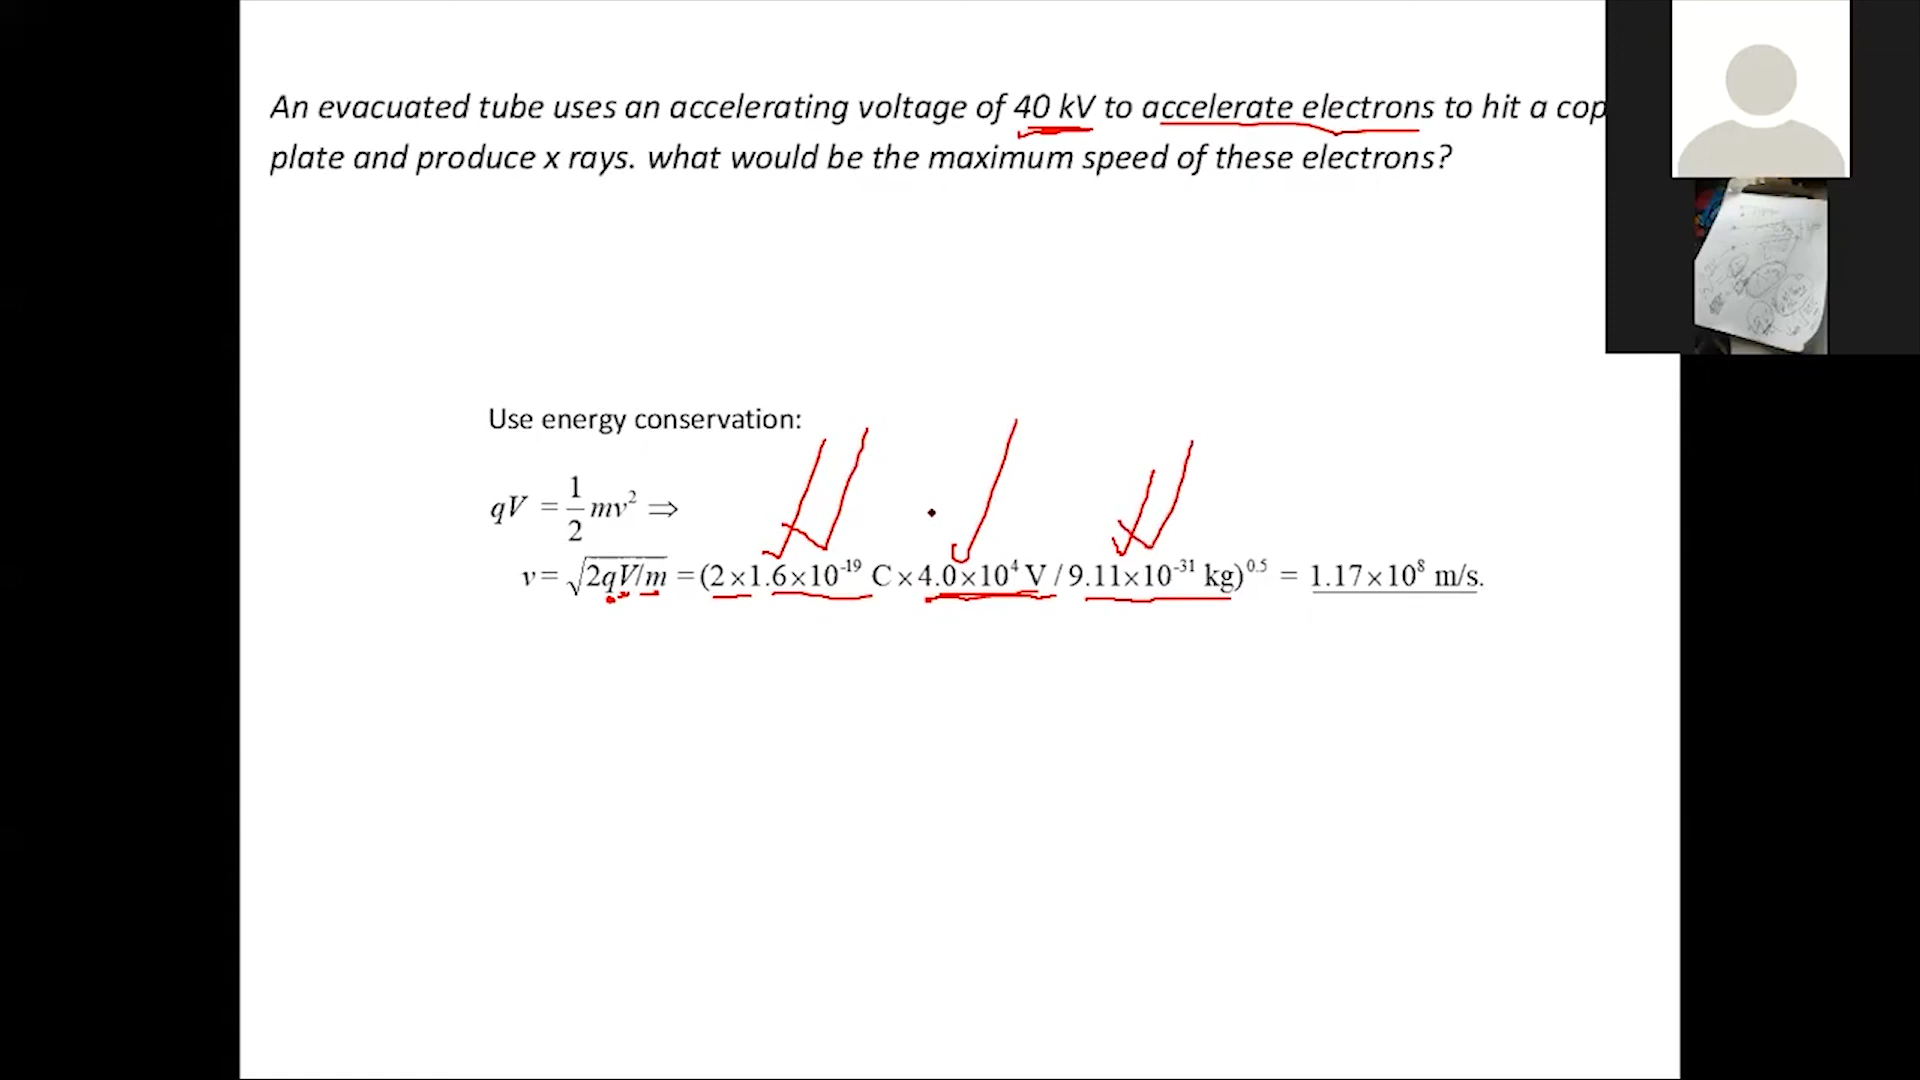 An evacuated tube uses an accelerating voltage of 40 kV to accelerate electrons to hit a cop
plate and produce x rays. what would be the maximum speed of these electrons?
Use energy conservation:
qV = \frac{1}{2} mv² ⇒
v = √2qV/m = (2×1.6×10⁻¹⁹ C × 4.0×10⁴ V / 9.11×10⁻³¹ kg)⁰·⁵ = 1.17×10⁸ m/s.